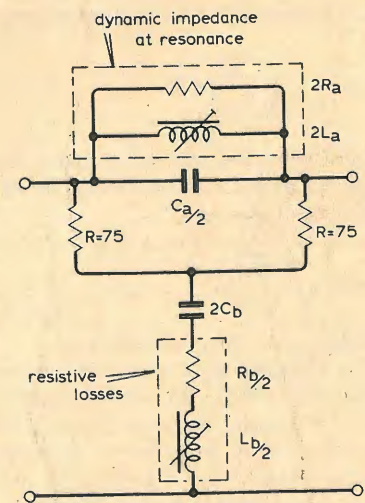 dynamic impedance
at resonance
2Ra
2La
Ca/2
R=75
R=75
2Cb
resistive
losses
Rb/2
Lb/2